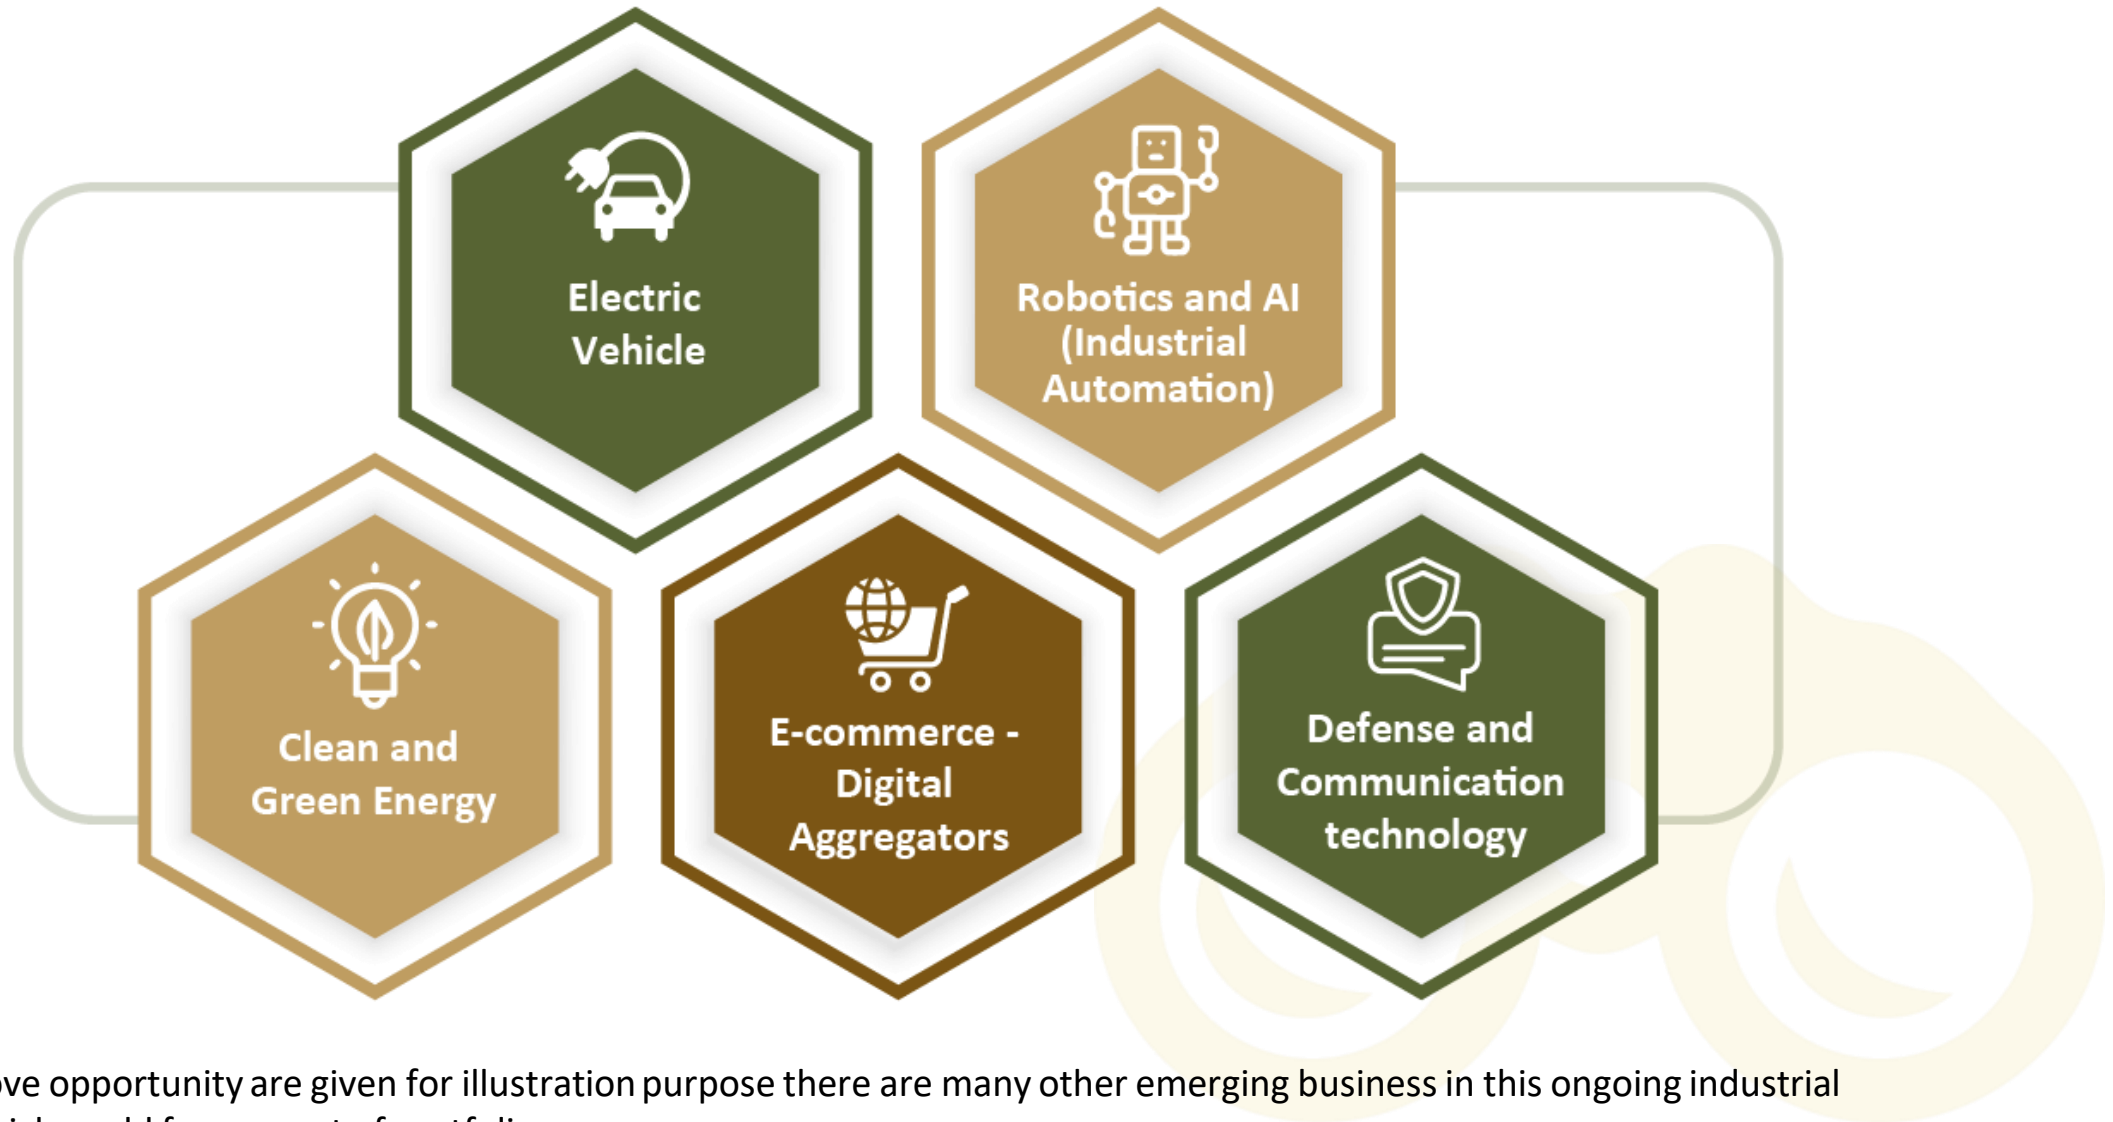 Electric
Vehicle
Robotics and AI
(Industrial
Automation)
Clean and
Green Energy
E-commerce -
Digital
Aggregators
Defense and
Communication
technology
opportunity are given for illustration purpose there are many other emerging business in this ongoing industrial